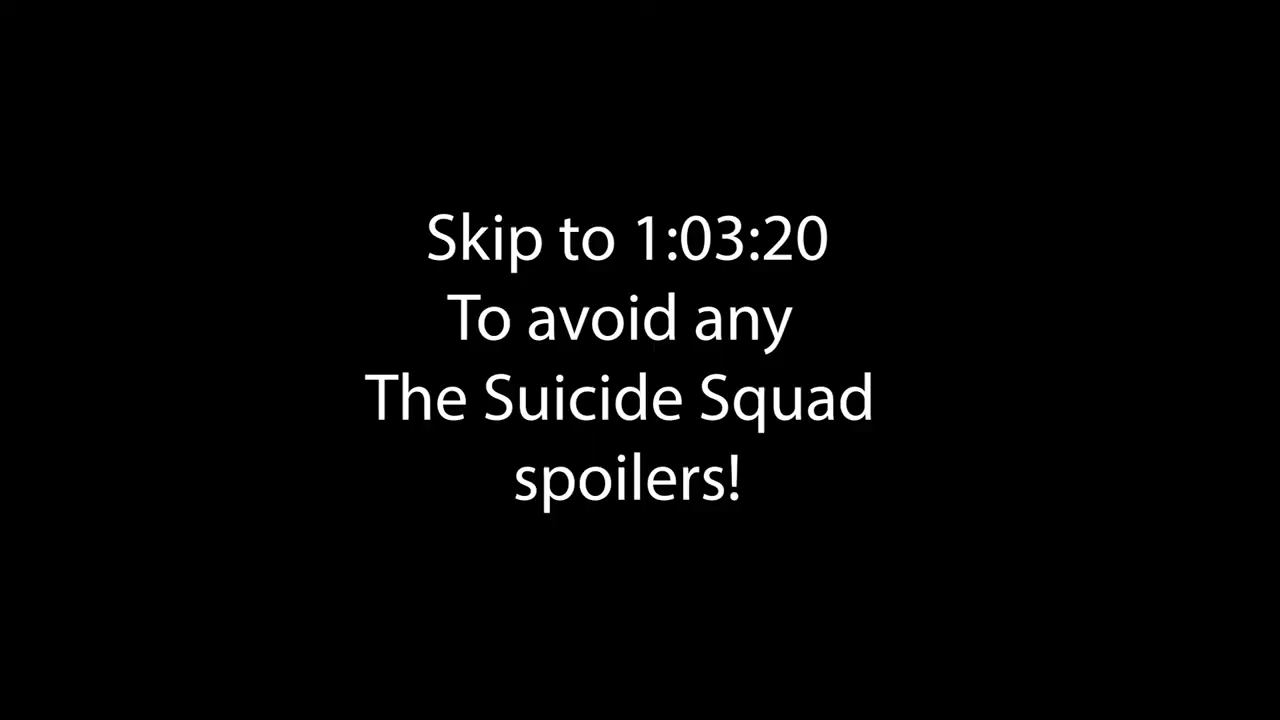 Skip to 1:03:20
To avoid any
The Suicide Squad
spoilers!